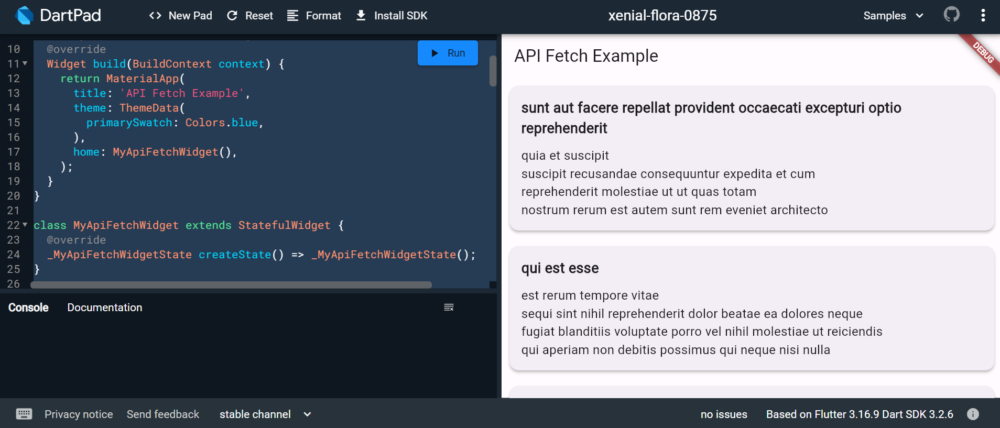 DartPad
<> New Pad
Reset
Format
Install SDK
xenial-flora-0875
Samples
10 @override
11 Widget build(BuildContext context) {
12 return MaterialApp(
13 title: 'API Fetch Example',
14 theme: ThemeData(
15 primarySwatch: Colors.blue,
16 ),
17 home: MyApiFetchWidget(),
18 );
19 }
20 }
21
22 class MyApiFetchWidget extends StatefulWidget {
23 @override
24 _MyApiFetchWidgetState createState() => _MyApiFetchWidgetState();
25 }
26
Run
Console
Documentation
API Fetch Example
DEBUG
sunt aut facere repellat provident occaecati excepturi optio
reprehenderit
quia et suscipit
suscipit recusandae consequuntur expedita et cum
reprehenderit molestiae ut ut quas totam
nostrum rerum est autem sunt rem eveniet architecto
qui est esse
est rerum tempore vitae
sequi sint nihil reprehenderit dolor beatae ea dolores neque
fugiat blanditiis voluptate porro vel nihil molestiae ut reiciendis
qui aperiam non debitis possimus qui neque nisi nulla
Privacy notice
Send feedback
stable channel
no issues
Based on Flutter 3.16.9 Dart SDK 3.2.6